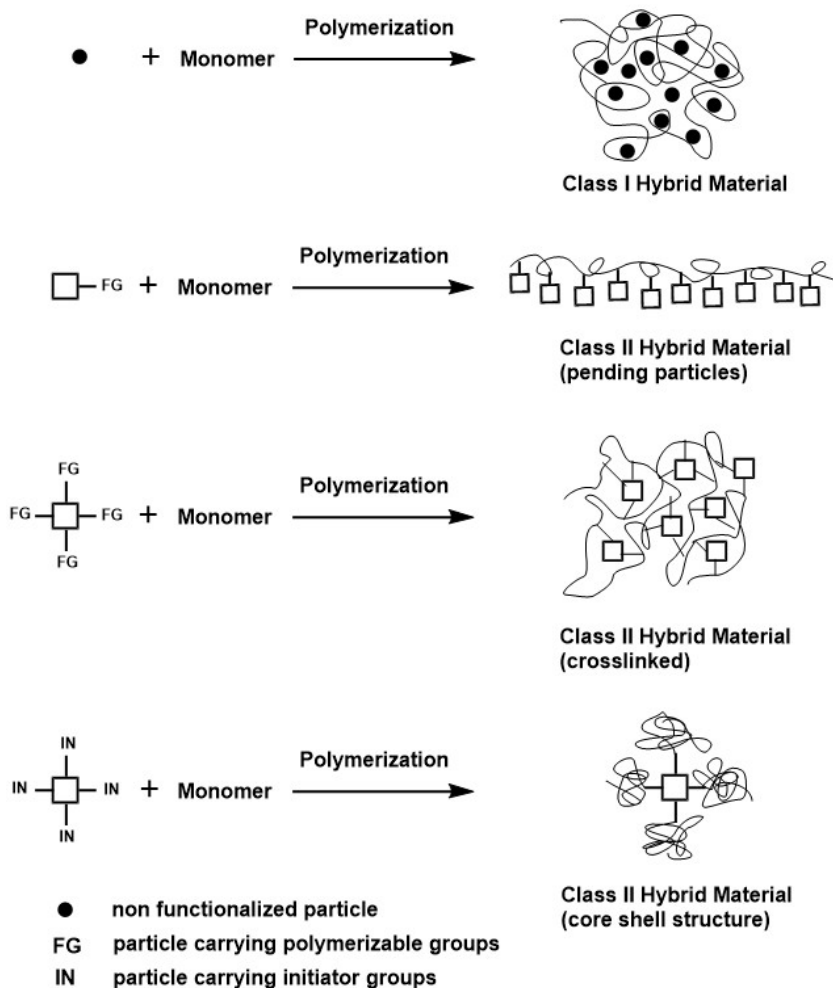 Polymerization
+ Monomer
Class I Hybrid Material
Polymerization
FG + Monomer
Class II Hybrid Material
(pending particles)
FG
Polymerization
FG FG + Monomer
FG
Class II Hybrid Material
(crosslinked)
IN
Polymerization
IN IN + Monomer
IN
Class II Hybrid Material
(core shell structure)
non functionalized particle
FG particle carrying polymerizable groups
IN particle carrying initiator groups